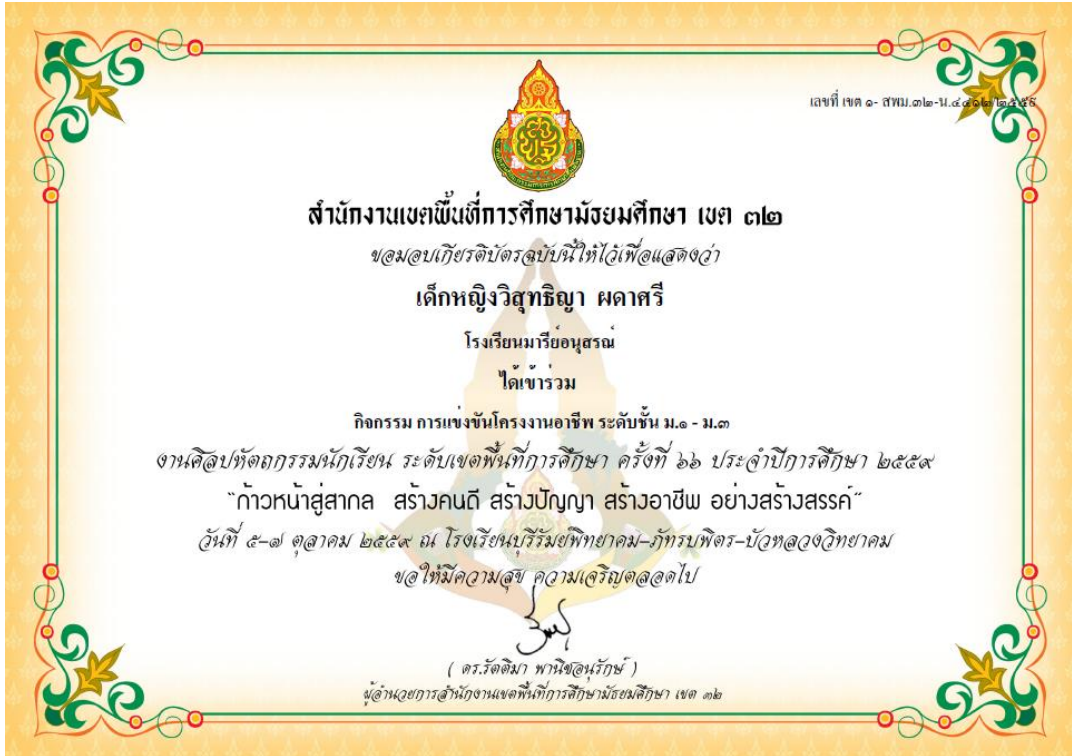 เลขที่ เขต ๑- สพม.๓๒-น.๔๔๑๒/๒๕๕๙
สำนักงานเขตพื้นที่การศึกษามัธยมศึกษา เขต ๓๒
ขอมอบเกียรติบัตรฉบับนี้ให้ไว้เพื่อแสดงว่า
เด็กหญิงวิสุทธิญา ผดาศรี
โรงเรียนมารีย์อนุสรณ์
ได้เข้าร่วม
กิจกรรม การแข่งขันโครงงานอาชีพ ระดับชั้น ม.๑ - ม.๓
งานศิลปหัตถกรรมนักเรียน ระดับเขตพื้นที่การศึกษา ครั้งที่ ๖๖ ประจำปีการศึกษา ๒๕๕๙
"ก้าวหน้าสู่สากล สร้างคนดี สร้างปัญญา สร้างอาชีพ อย่างสร้างสรรค์"
วันที่ ๕-๗ ตุลาคม ๒๕๕๙ ณ โรงเรียนบุรีรัมย์พิทยาคม-ภัทรบพิตร-บัวหลวงวิทยาคม
ขอให้มีความสุข ความเจริญตลอดไป
( ดร.รัตติมา พานิชอนุรักษ์ )
ผู้อำนวยการสำนักงานเขตพื้นที่การศึกษามัธยมศึกษา เขต ๓๒